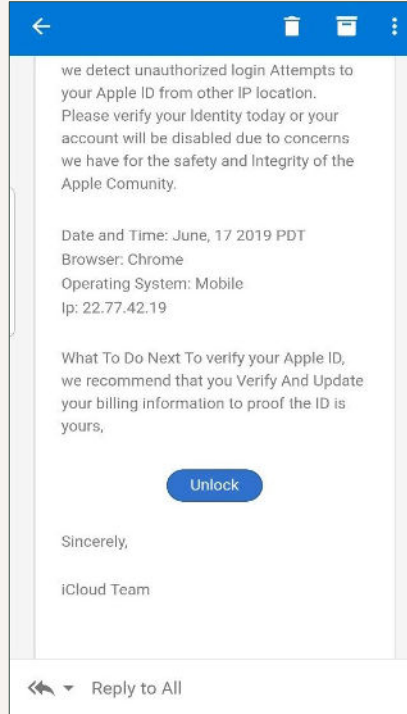 we detect unauthorized login Attempts to
your Apple ID from other IP location.
Please verify your Identity today or your
account will be disabled due to concerns
we have for the safety and Integrity of the
Apple Comunity.
Date and Time: June, 17 2019 PDT
Browser: Chrome
Operating System: Mobile
Ip: 22.77.42.19
What To Do Next To verify your Apple ID,
we recommend that you Verify And Update
your billing information to proof the ID is
yours,
Unlock
Sincerely,
iCloud Team
Reply to All